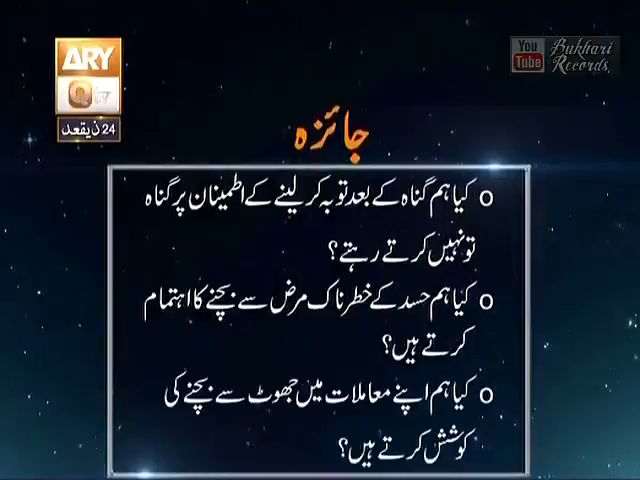 ARY
Qtv
24 ذیقعد
You Tube
Bukhari Records
جائزہ
o کیا ہم گناہ کے بعد توبہ کر لینے کے اطمینان پر گناہ
تو نہیں کرتے رہتے؟
o کیا ہم حسد کے خطرناک مرض سے بچنے کا اہتمام
کرتے ہیں؟
o کیا ہم اپنے معاملات میں جھوٹ سے بچنے کی
کوشش کرتے ہیں؟